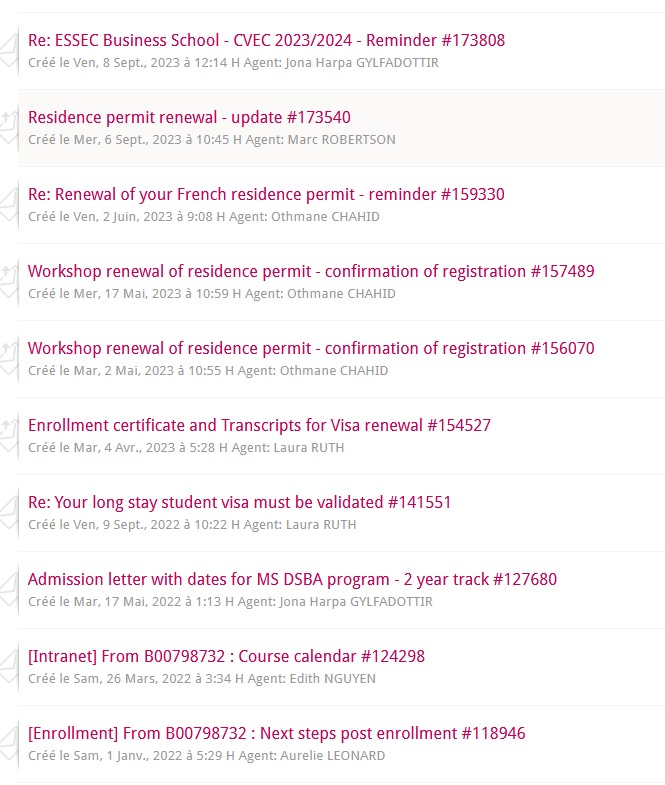 Re: ESSEC Business School - CVEC 2023/2024 - Reminder #173808
Créé le Ven, 8 Sept., 2023 à 12:14 H Agent: Jona Harpa GYLFADOTTIR
Residence permit renewal - update #173540
Créé le Mer, 6 Sept., 2023 à 10:45 H Agent: Marc ROBERTSON
Re: Renewal of your French residence permit - reminder #159330
Créé le Ven, 2 Juin, 2023 à 9:08 H Agent: Othmane CHAHID
Workshop renewal of residence permit - confirmation of registration #157489
Créé le Mer, 17 Mai, 2023 à 10:59 H Agent: Othmane CHAHID
Workshop renewal of residence permit - confirmation of registration #156070
Créé le Mar, 2 Mai, 2023 à 10:55 H Agent: Othmane CHAHID
Enrollment certificate and Transcripts for Visa renewal #154527
Créé le Mar, 4 Avr., 2023 à 5:28 H Agent: Laura RUTH
Re: Your long stay student visa must be validated #141551
Créé le Ven, 9 Sept., 2022 à 10:22 H Agent: Laura RUTH
Admission letter with dates for MS DSBA program - 2 year track #127680
Créé le Mar, 17 Mai, 2022 à 1:13 H Agent: Jona Harpa GYLFADOTTIR
[Intranet] From B00798732 : Course calendar #124298
Créé le Sam, 26 Mars, 2022 à 3:34 H Agent: Edith NGUYEN
[Enrollment] From B00798732 : Next steps post enrollment #118946
Créé le Sam, 1 Janv., 2022 à 5:29 H Agent: Aurelie LEONARD